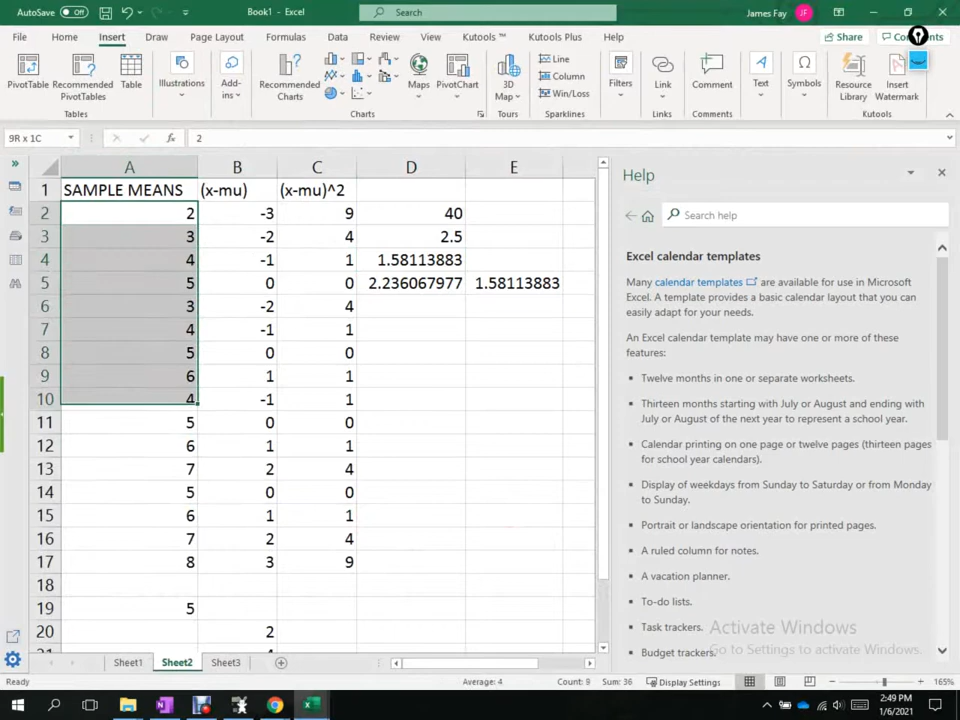 AutoSave Off Book1 - Excel Search James Fay JF
File Home Insert Draw Page Layout Formulas Data Review View Kutools ™ Kutools Plus Help Share Comments
PivotTable Recommended PivotTables Table Illustrations Add-ins Recommended Charts Maps PivotChart 3D Map Line Column Win/Loss Filters Link Comment Text Symbols Resource Library Insert Watermark
Tables Charts Tours Sparklines Filters Links Comments Kutools
9R x 1C fx 2
A B C D E
1 SAMPLE MEANS (x-mu) (x-mu)^2
2 2 -3 9 40
3 3 -2 4 2.5
4 4 -1 1 1.58113883
5 5 0 0 2.236067977 1.58113883
6 3 -2 4
7 4 -1 1
8 5 0 0
9 6 1 1
10 4 -1 1
11 5 0 0
12 6 1 1
13 7 2 4
14 5 0 0
15 6 1 1
16 7 2 4
17 8 3 9
18
19 5
20 2
Sheet1 Sheet2 Sheet3
Help
Search help
Excel calendar templates
Many calendar templates are available for use in Microsoft
Excel. A template provides a basic calendar layout that you can
easily adapt for your needs.
An Excel calendar template may have one or more of these
features:
• Twelve months in one or separate worksheets.
• Thirteen months starting with July or August and ending with
July or August of the next year to represent a school year.
• Calendar printing on one page or twelve pages (thirteen pages
for school year calendars).
• Display of weekdays from Sunday to Saturday or from Monday
to Sunday.
• Portrait or landscape orientation for printed pages.
• A ruled column for notes.
• A vacation planner.
• To-do lists.
• Task trackers.
• Budget trackers.
Activate Windows
Go to Settings to activate Windows.
Ready Average: 4 Count: 9 Sum: 36 Display Settings 165%
2:49 PM
1/6/2021